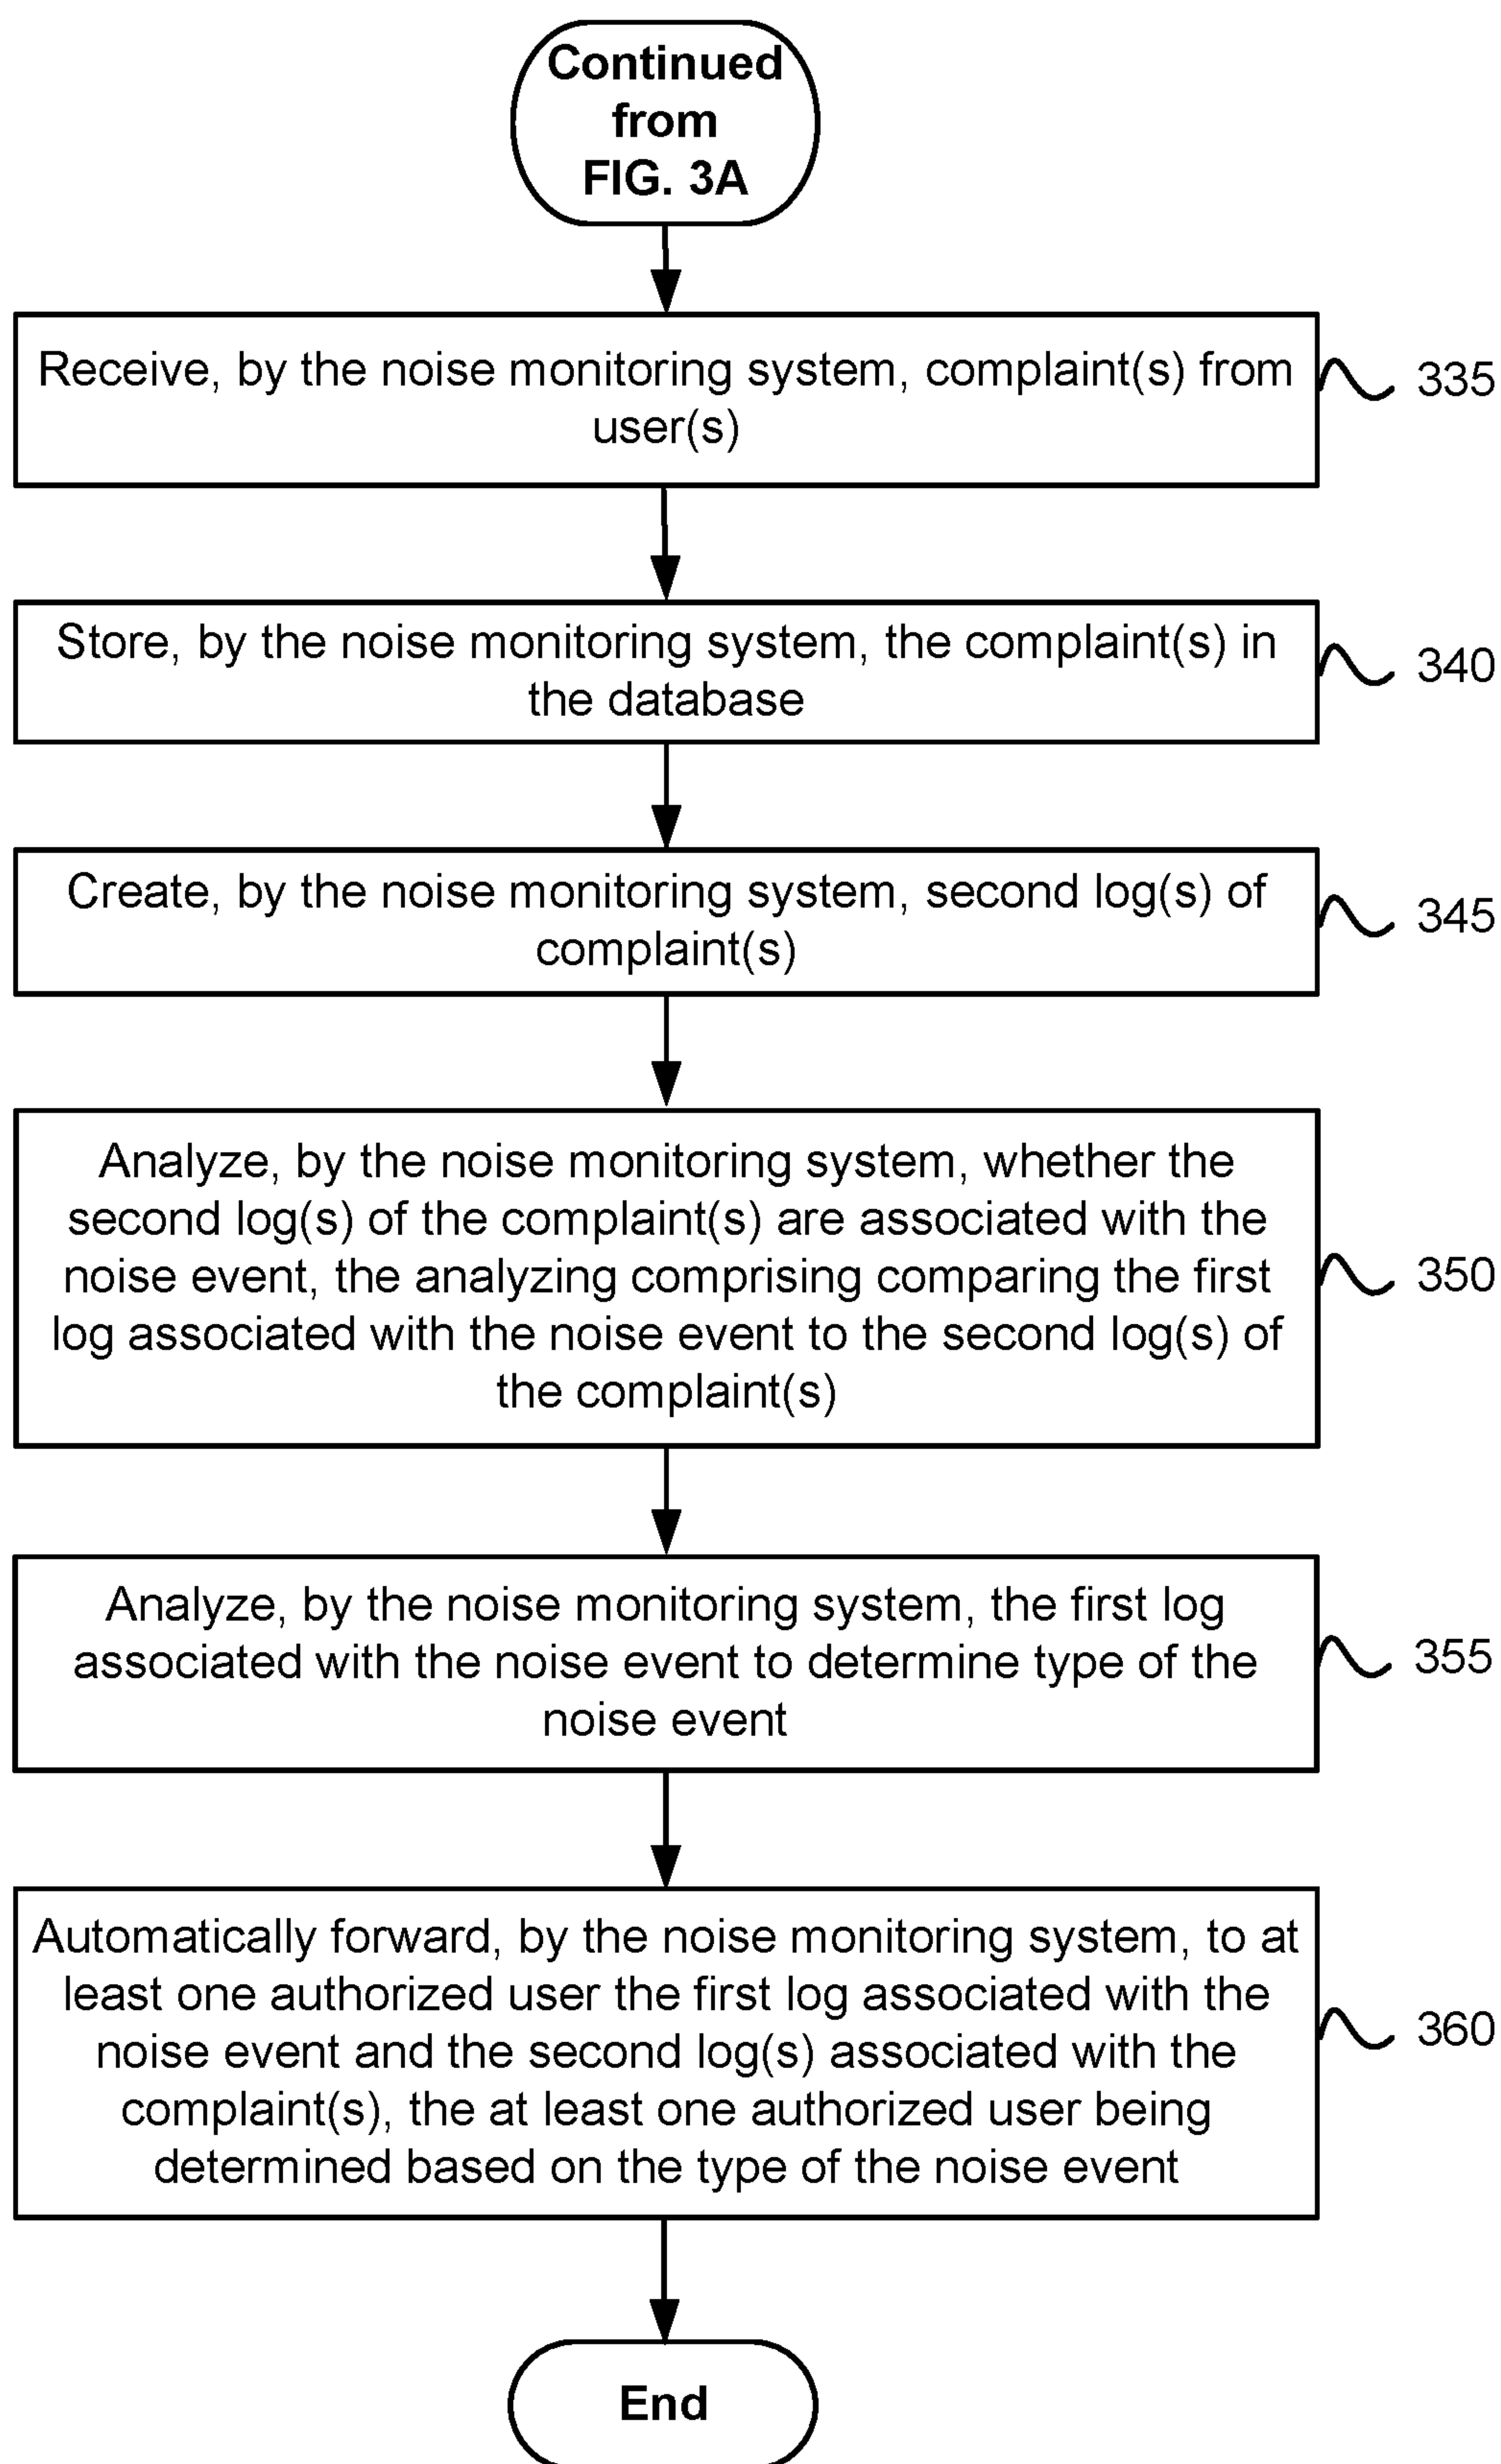 Continued
from
FIG. 3A
Receive, by the noise monitoring system, complaint(s) from
user(s)
335
Store, by the noise monitoring system, the complaint(s) in
the database
340
Create, by the noise monitoring system, second log(s) of
complaint(s)
345
Analyze, by the noise monitoring system, whether the
second log(s) of the complaint(s) are associated with the
noise event, the analyzing comprising comparing the first
log associated with the noise event to the second log(s) of
the complaint(s)
350
Analyze, by the noise monitoring system, the first log
associated with the noise event to determine type of the
noise event
355
Automatically forward, by the noise monitoring system, to at
least one authorized user the first log associated with the
noise event and the second log(s) associated with the
complaint(s), the at least one authorized user being
determined based on the type of the noise event
360
End